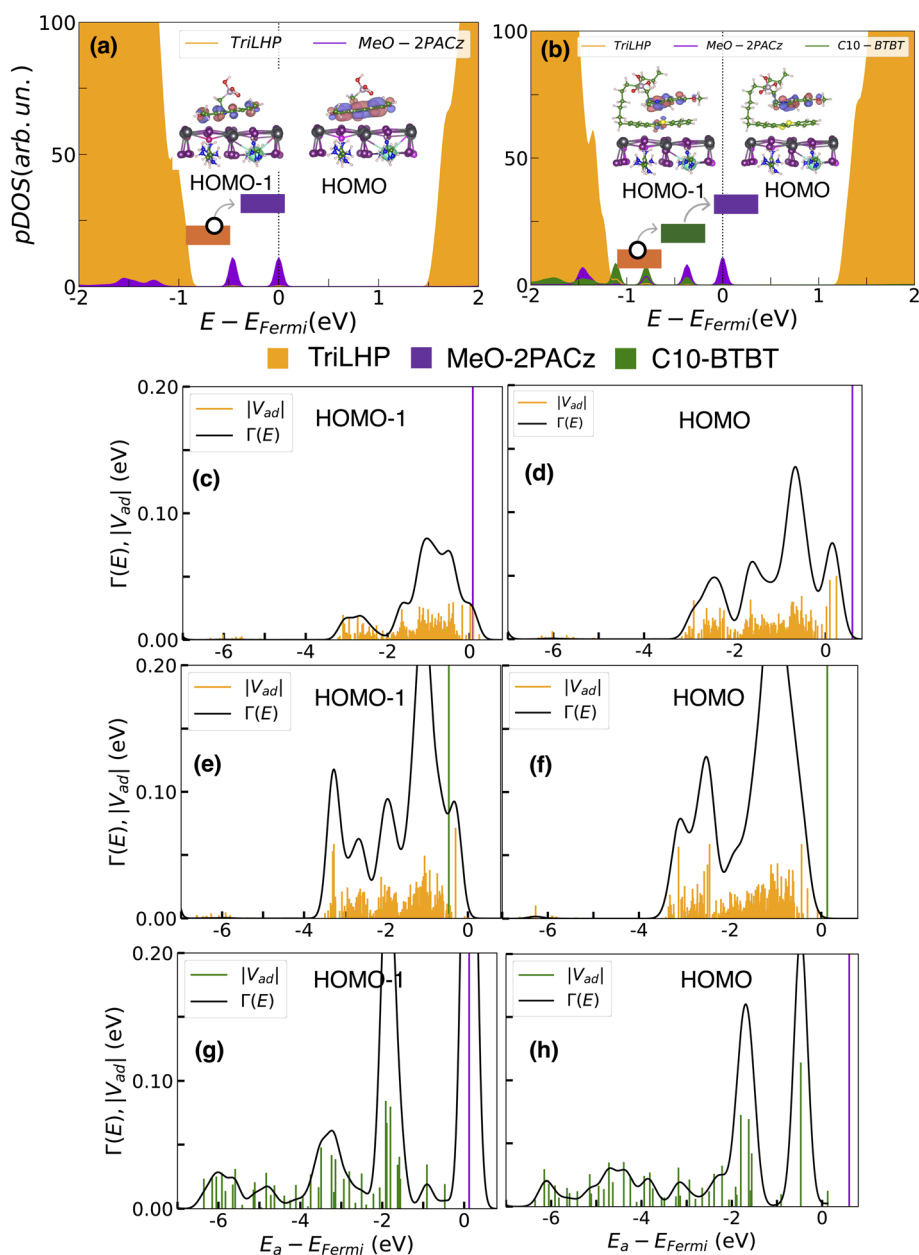 (a)
TriLHP
MeO − 2PACz
pDOS(arb. un.)
100
50
0
HOMO-1
HOMO
-2
-1
0
1
2
E − E_Fermi(eV)
(b)
TriLHP
MeO − 2PACz
C10 − BTBT
100
50
0
HOMO-1
HOMO
-2
-1
0
1
2
E − E_Fermi(eV)
TriLHP
MeO-2PACz
C10-BTBT
Γ(E), |V_ad| (eV)
0.20
0.10
0.00
|V_ad|
Γ(E)
HOMO-1
(c)
-6
-4
-2
0
|V_ad|
Γ(E)
HOMO
(d)
-6
-4
-2
0
Γ(E), |V_ad| (eV)
0.20
0.10
0.00
|V_ad|
Γ(E)
HOMO-1
(e)
-6
-4
-2
0
|V_ad|
Γ(E)
HOMO
(f)
-6
-4
-2
0
Γ(E), |V_ad| (eV)
0.20
0.10
0.00
|V_ad|
Γ(E)
HOMO-1
(g)
-6
-4
-2
0
E_a − E_Fermi (eV)
|V_ad|
Γ(E)
HOMO
(h)
-6
-4
-2
0
E_a − E_Fermi (eV)